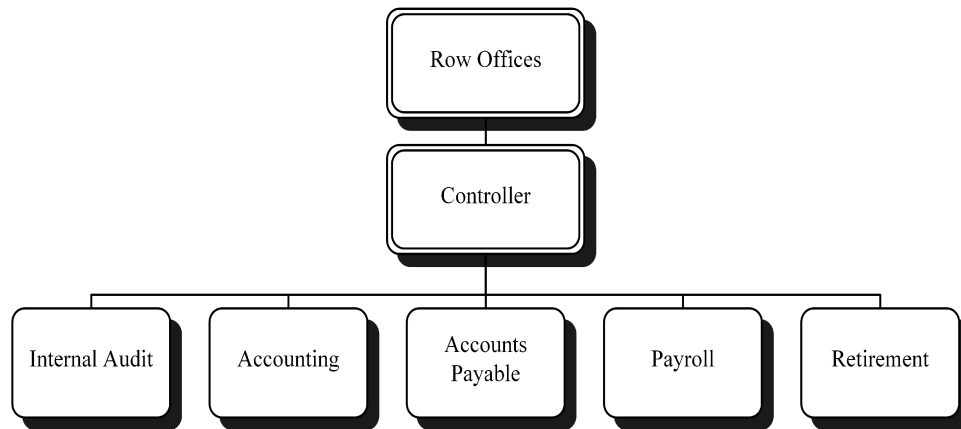 Row Offices
Controller
Internal Audit
Accounting
Accounts
Payable
Payroll
Retirement